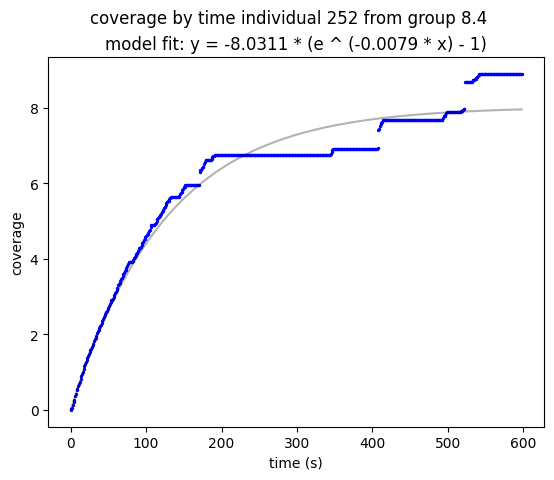 coverage by time individual 252 from group 8.4
model fit: y = -8.0311 * (e ^ (-0.0079 * x) - 1)
8
6
4
2
0
coverage
0 100 200 300 400 500 600
time (s)